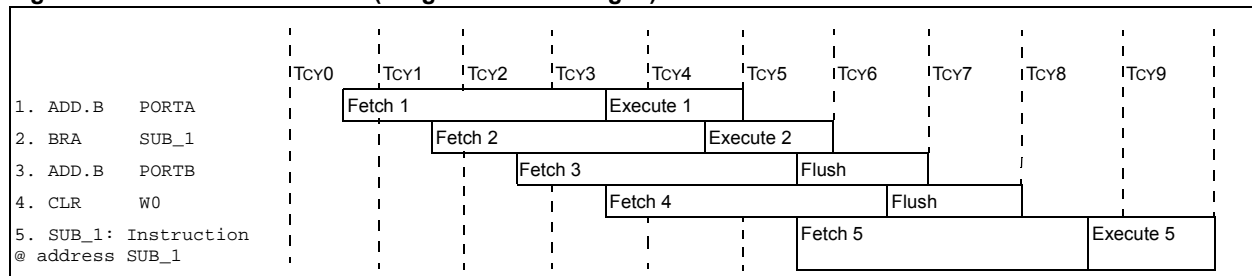 TCY0 TCY1 TCY2 TCY3 TCY4 TCY5 TCY6 TCY7 TCY8 TCY9
1. ADD.B PORTA Fetch 1 Execute 1
2. BRA SUB_1 Fetch 2 Execute 2
3. ADD.B PORTB Fetch 3 Flush
4. CLR W0 Fetch 4 Flush
5. SUB_1: Instruction Fetch 5 Execute 5
@ address SUB_1